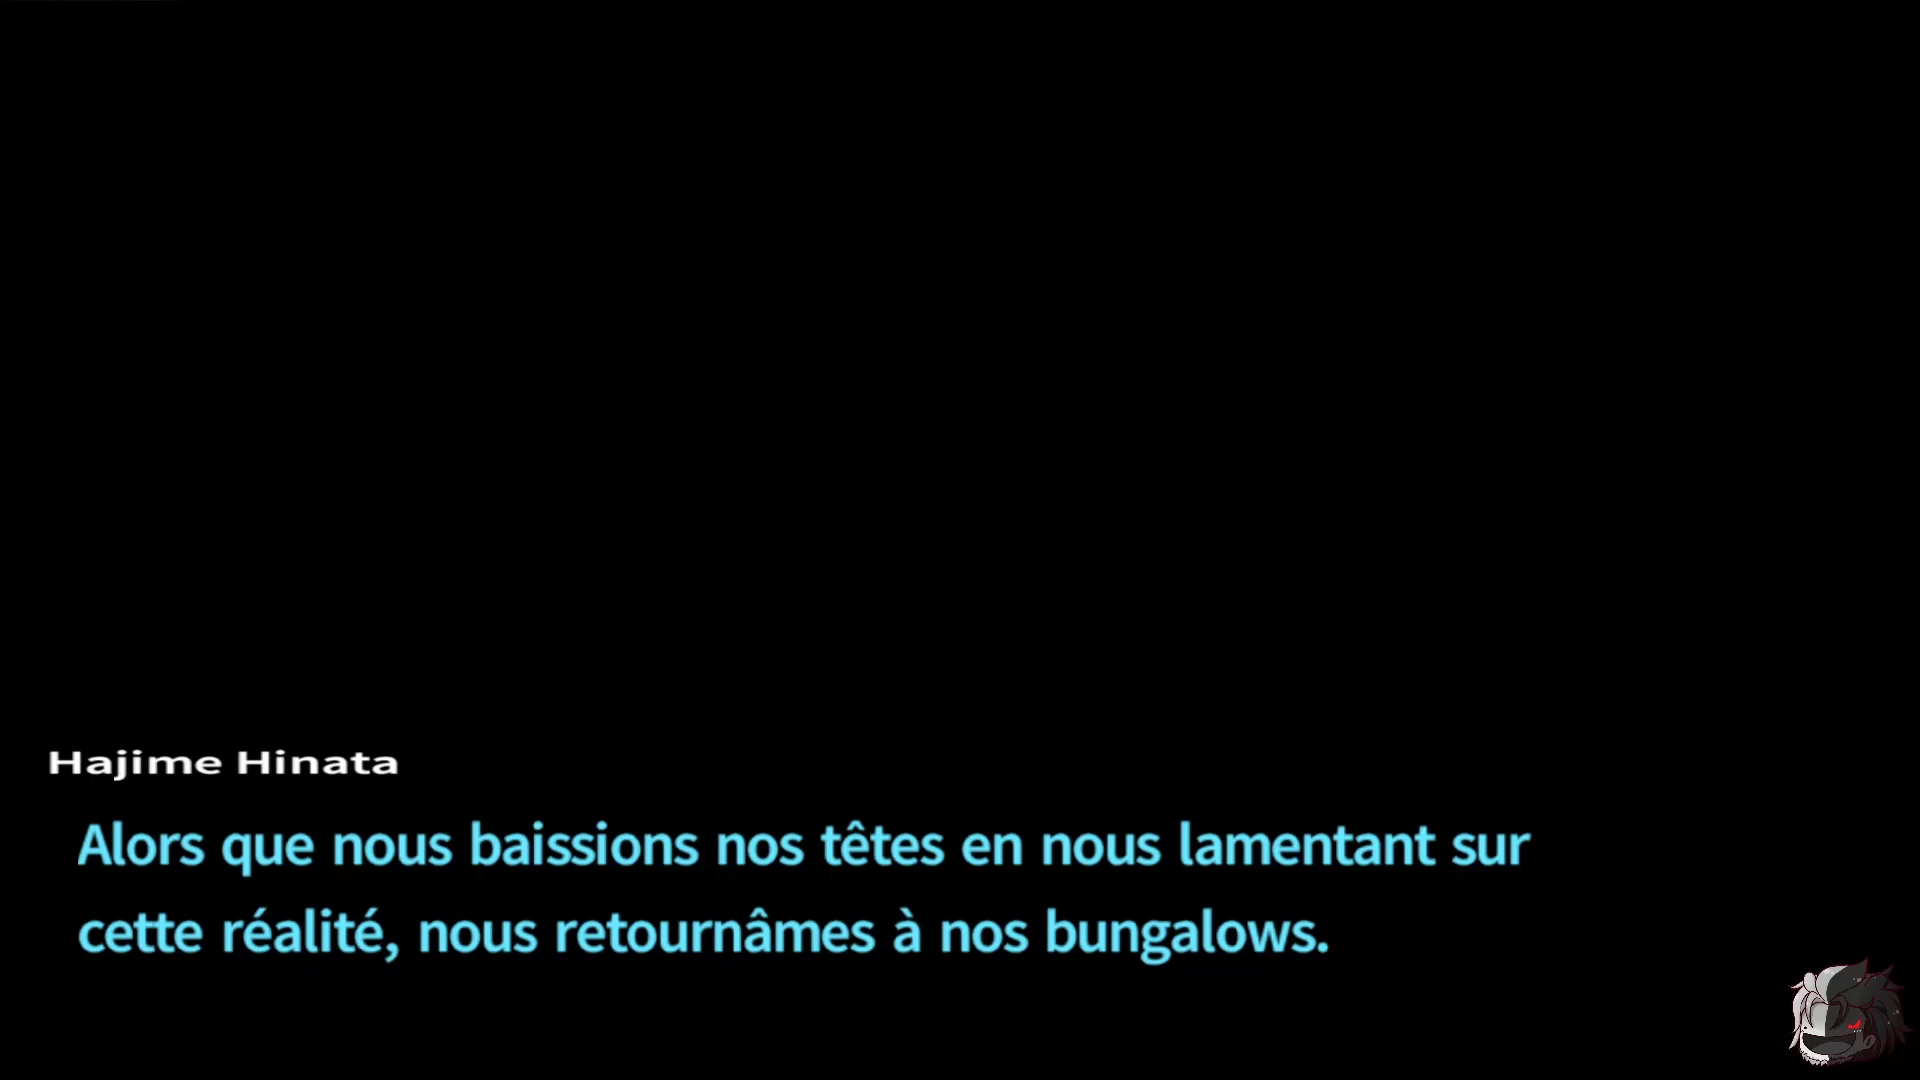 Hajime Hinata
Alors que nous baissions nos têtes en nous lamentant sur
cette réalité, nous retournâmes à nos bungalows.